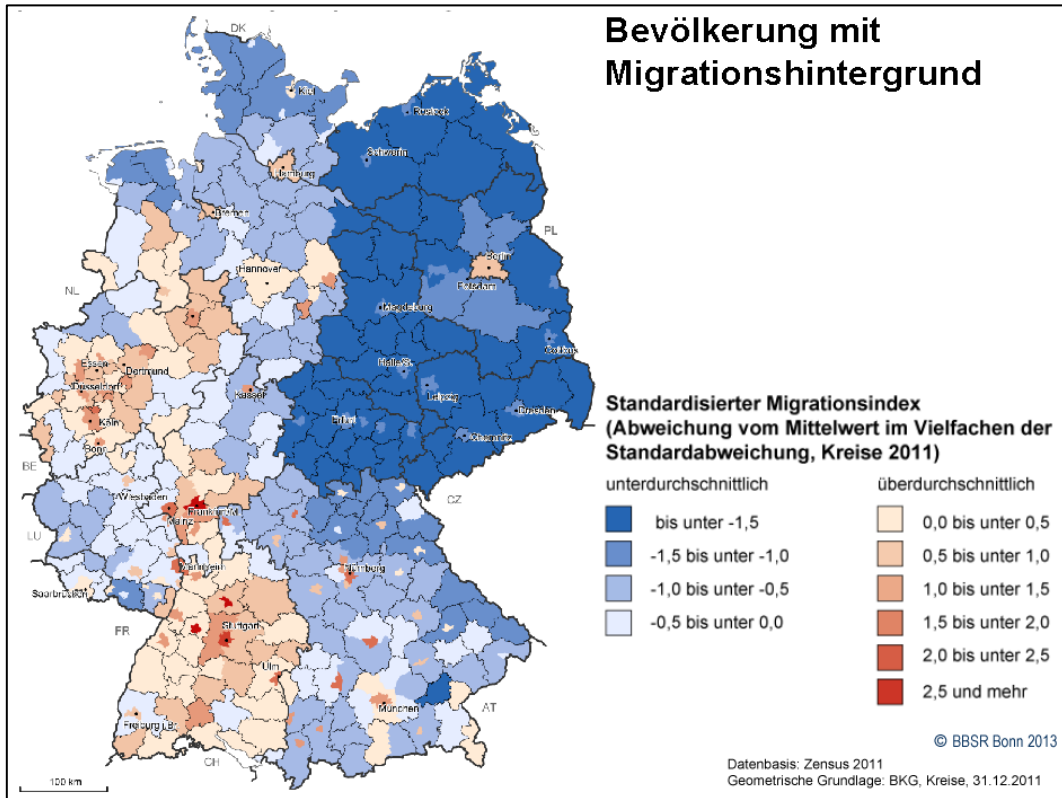 Bevölkerung mit
Migrationshintergrund
DK
Kiel
Rostock
Schwerin
Hamburg
Bremen
PL
Berlin
Hannover
Potsdam
NL
Magdeburg
Cottbus
Essen
Dortmund
Halle/S.
Düsseldorf
Kassel
Leipzig
Dresden
Köln
Erfurt
Chemnitz
Bonn
BE
CZ
Wiesbaden
Frankfurt/M.
Mainz
LU
Mannheim
Nürnberg
Saarbrücken
FR
Stuttgart
Ulm
München
AT
Freiburg i.Br.
CH
100 km
Standardisierter Migrationsindex
(Abweichung vom Mittelwert im Vielfachen der
Standardabweichung, Kreise 2011)
unterdurchschnittlich
bis unter -1,5
-1,5 bis unter -1,0
-1,0 bis unter -0,5
-0,5 bis unter 0,0
überdurchschnittlich
0,0 bis unter 0,5
0,5 bis unter 1,0
1,0 bis unter 1,5
1,5 bis unter 2,0
2,0 bis unter 2,5
2,5 und mehr
© BBSR Bonn 2013
Datenbasis: Zensus 2011
Geometrische Grundlage: BKG, Kreise, 31.12.2011